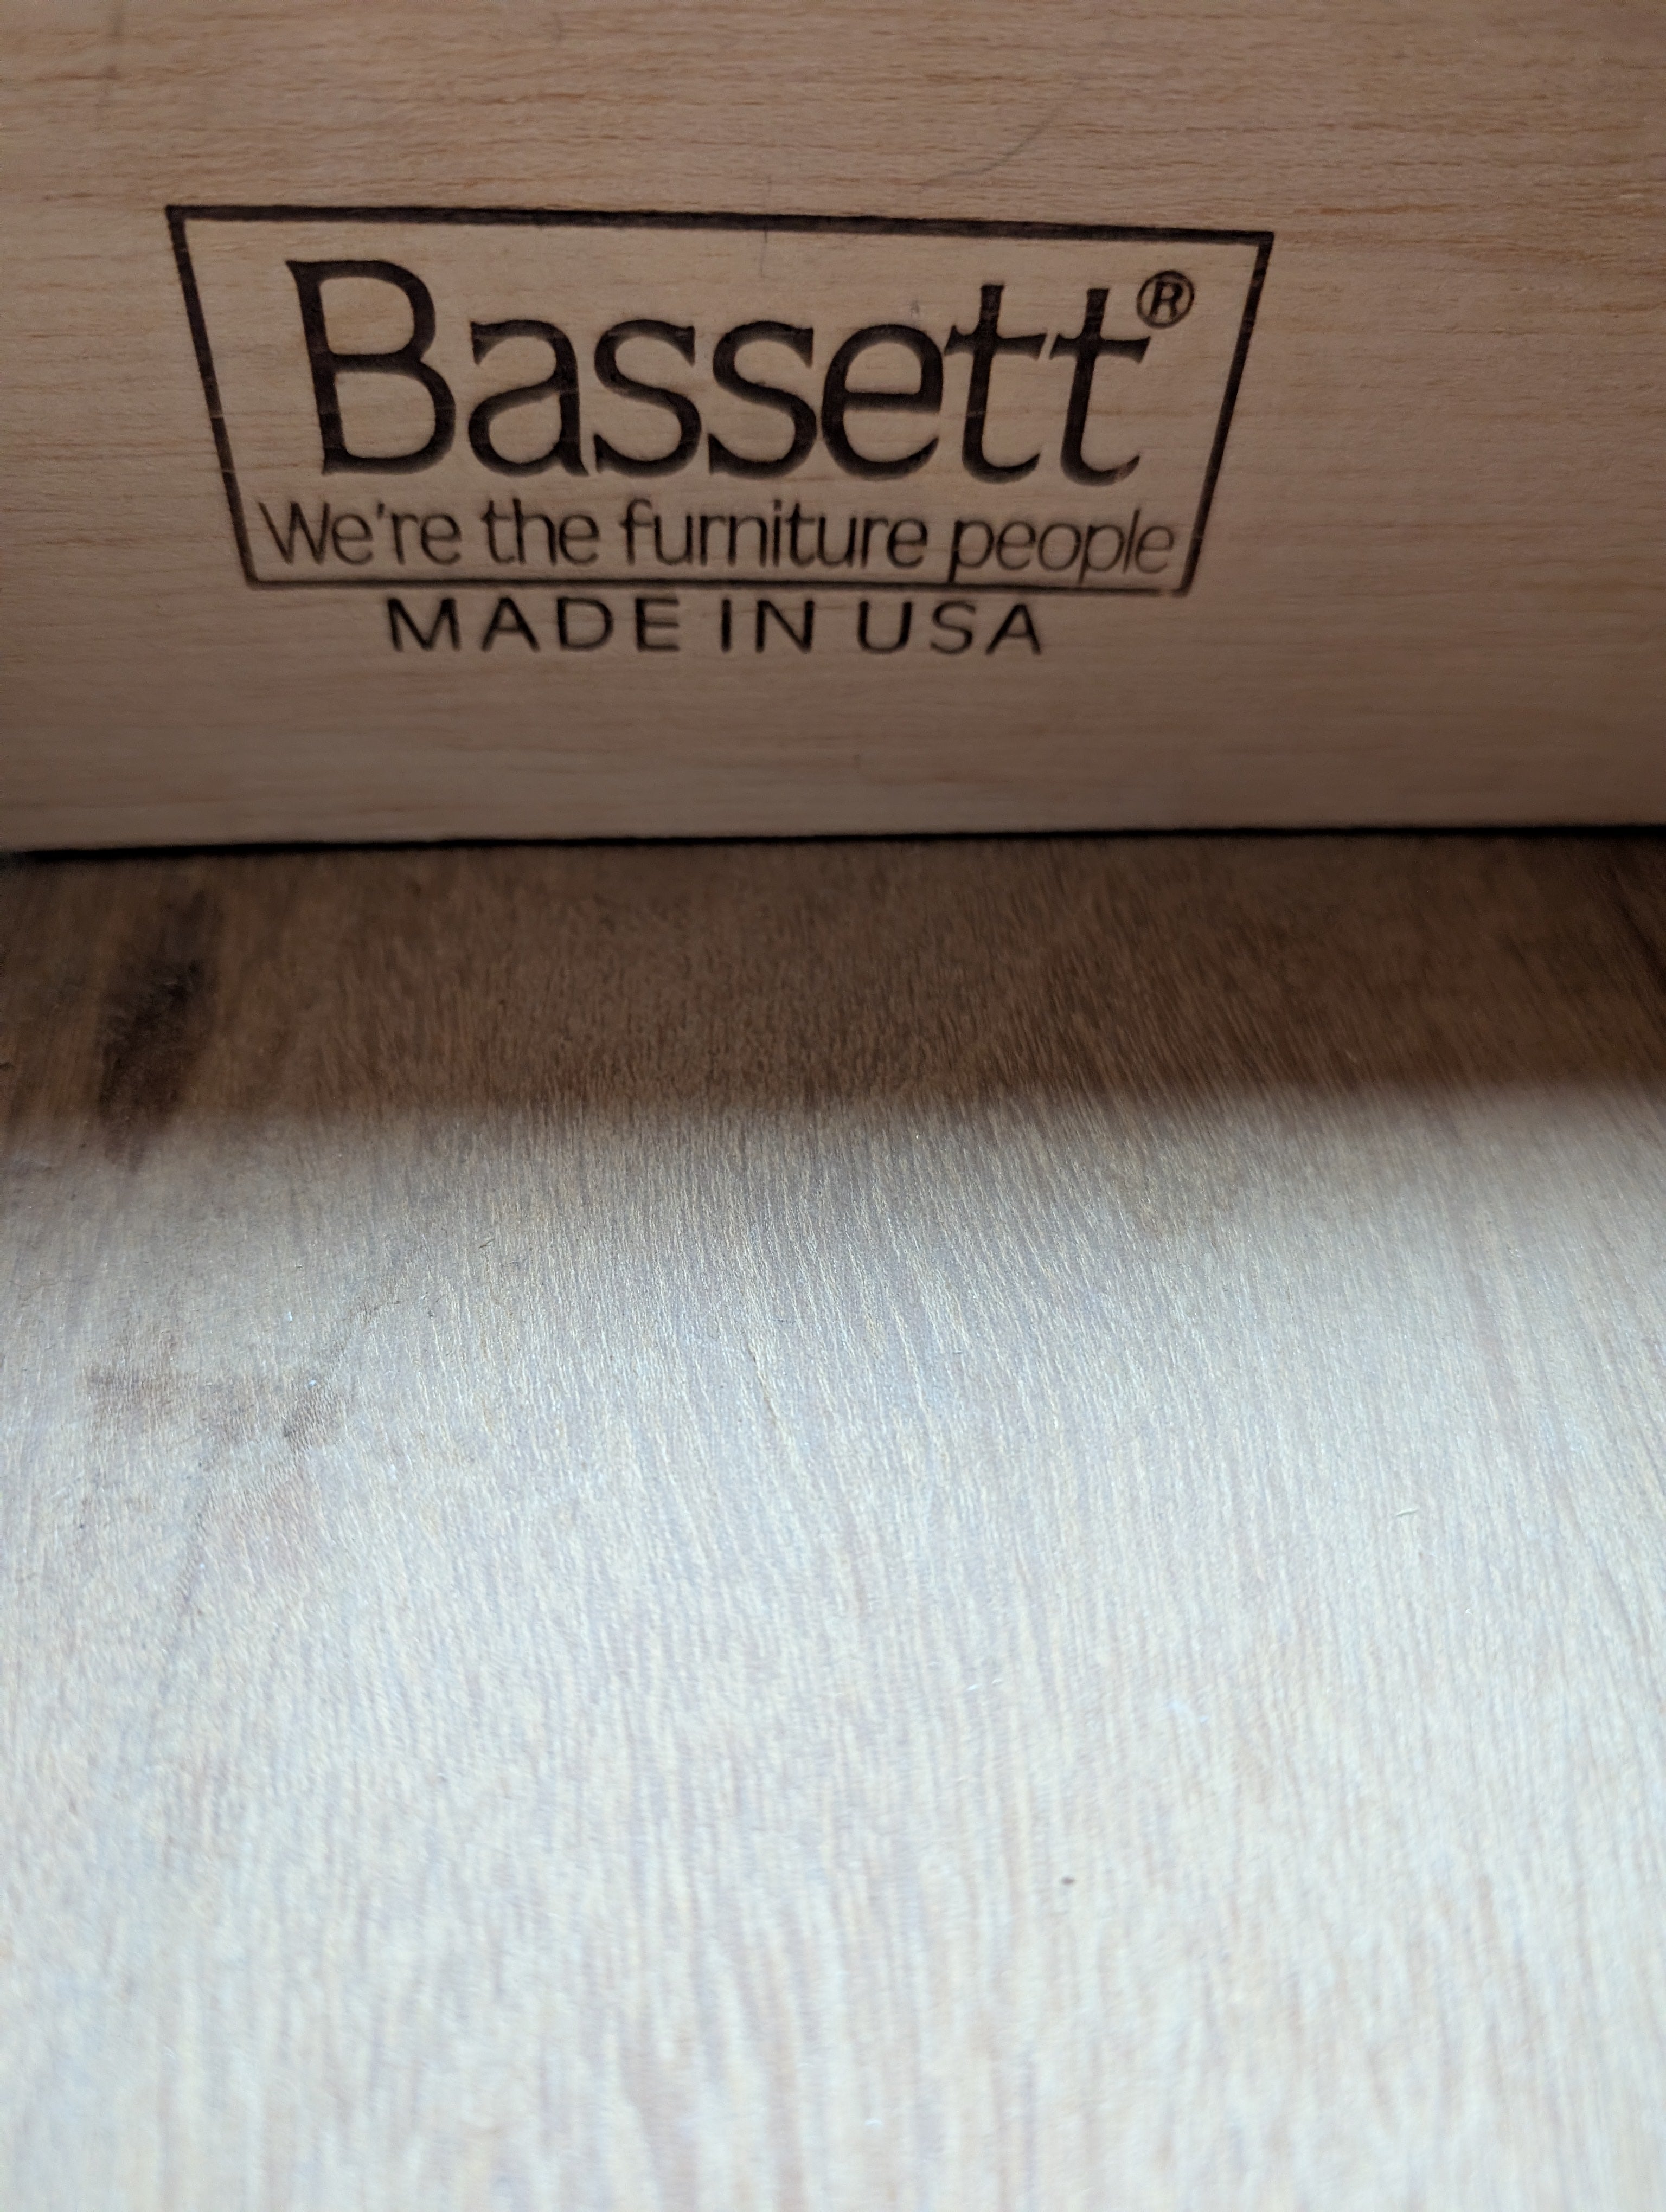 Bassett®
We're the furniture people
MADE IN USA